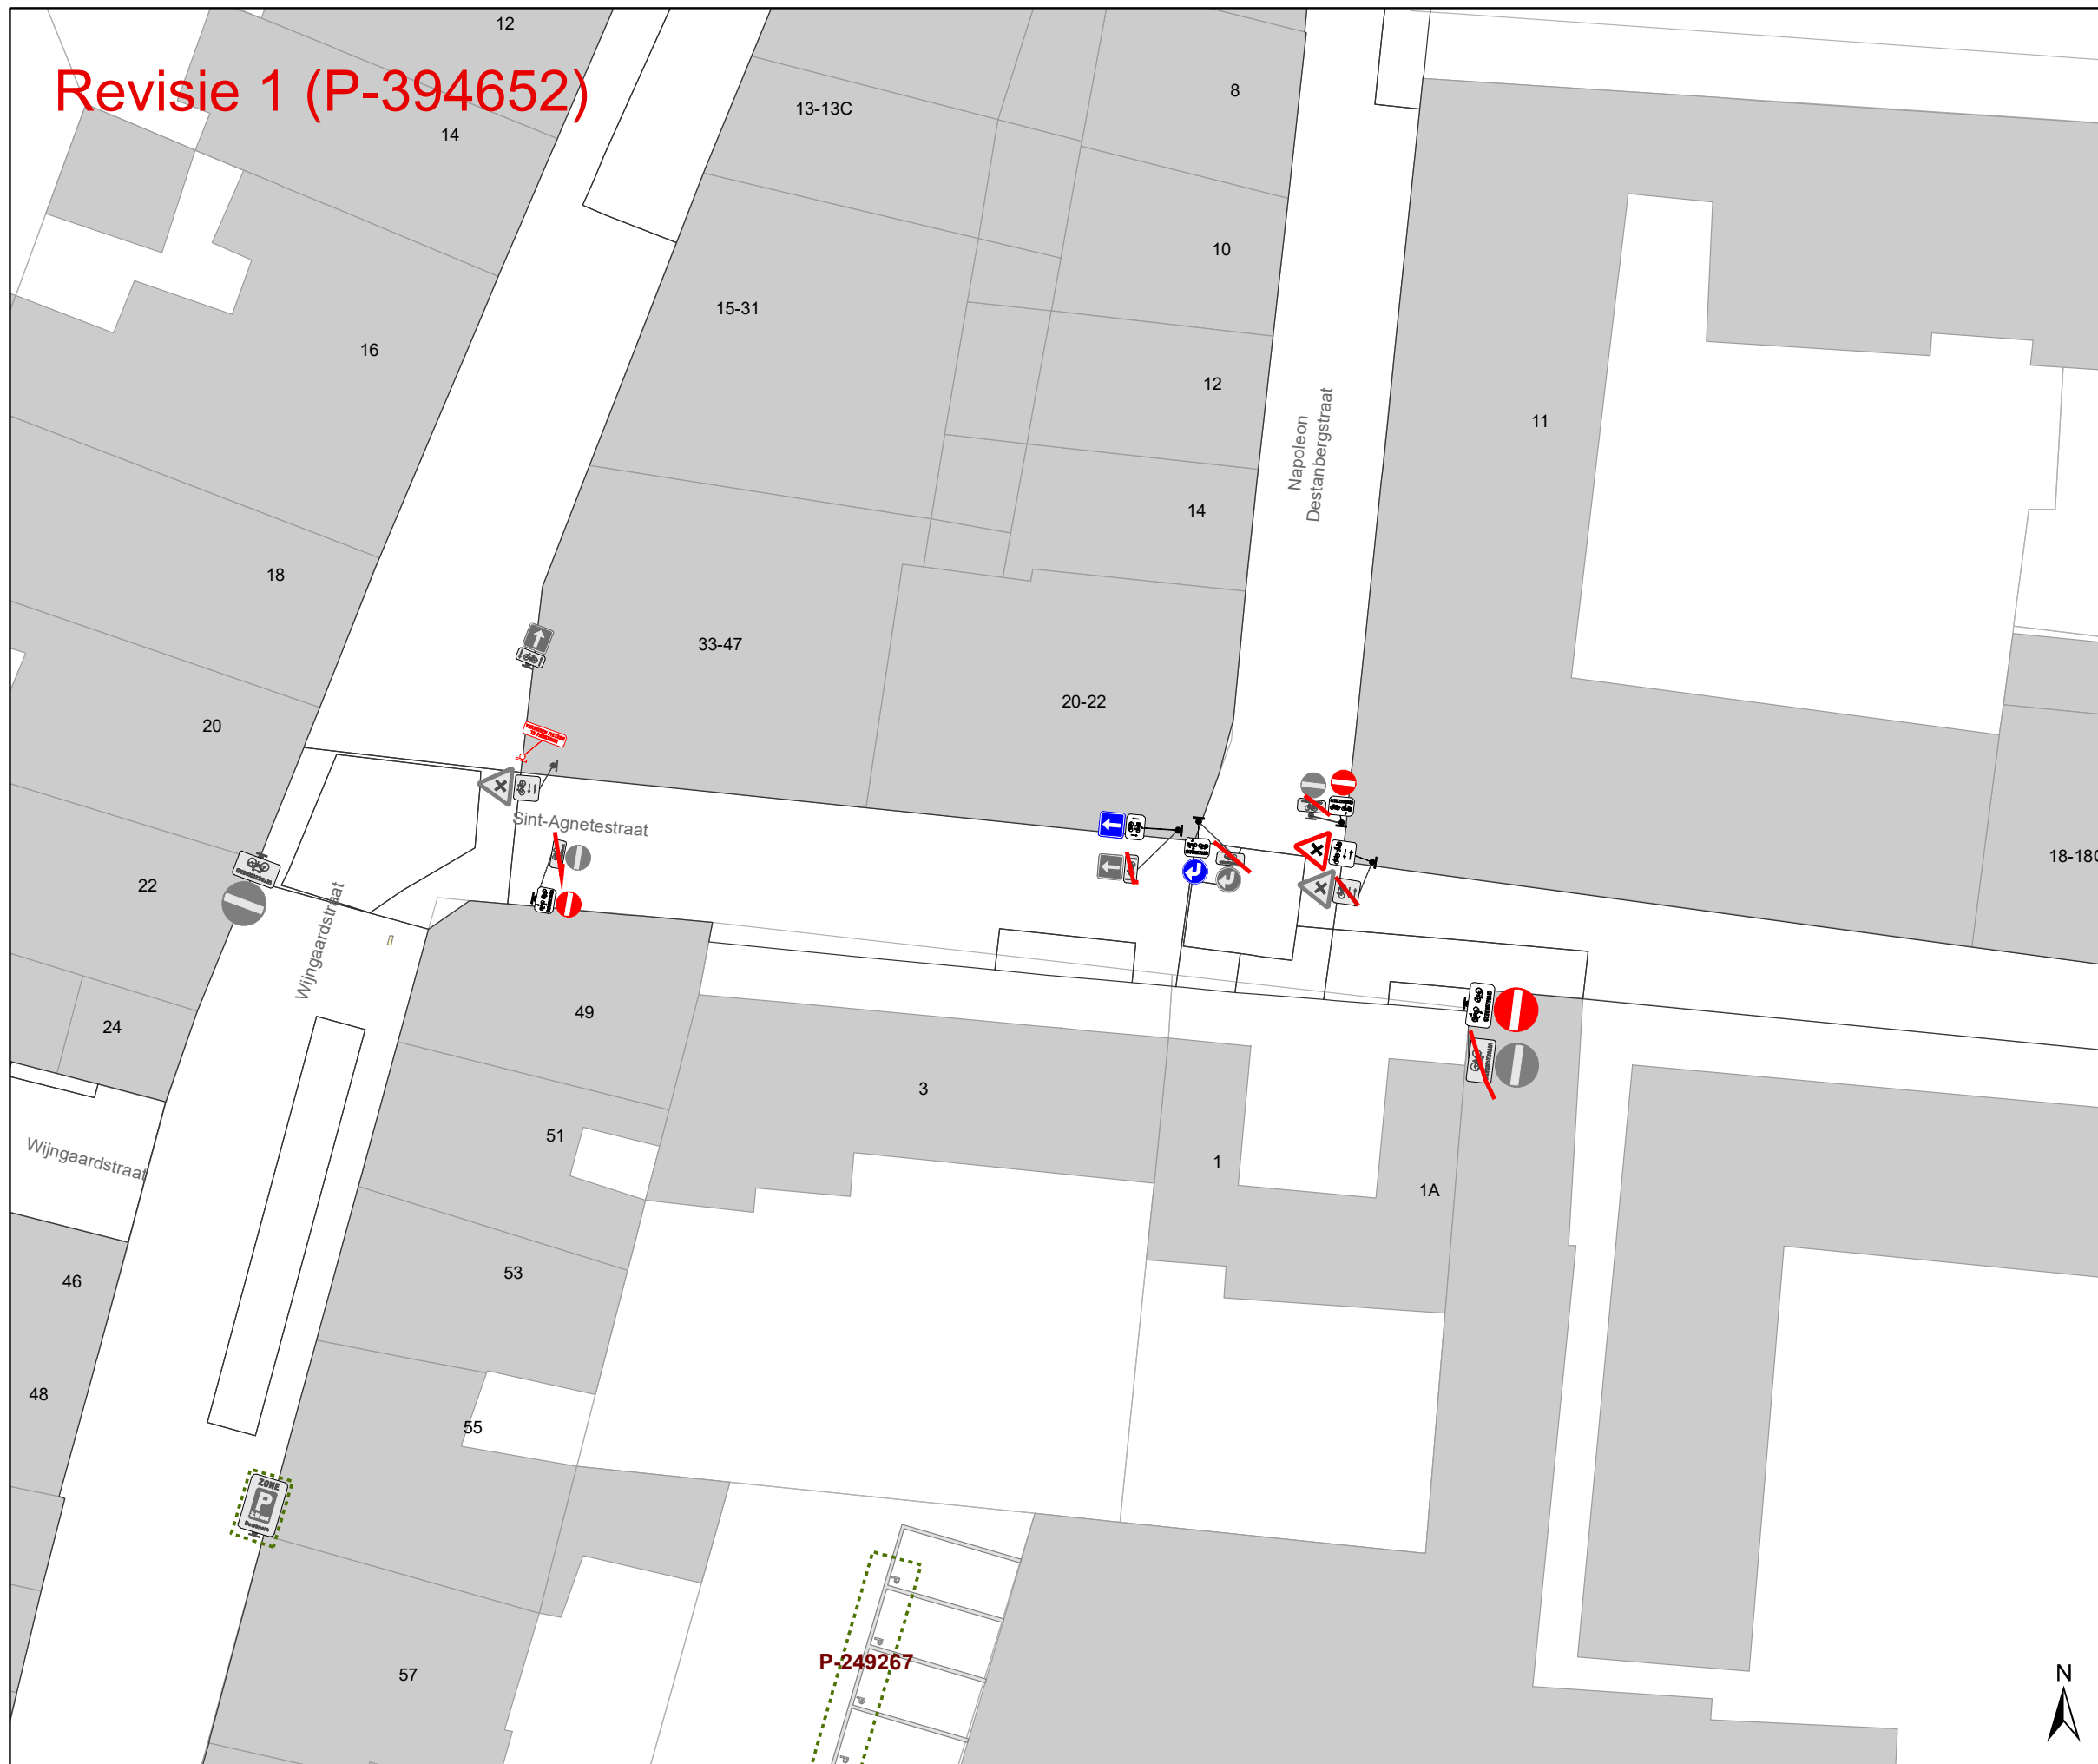 12
Revisie 1 (P-394652)
14
13-13C
8
10
15-31
16
12
11
Napoleon
Destanbergstraat
14
18
33-47
20-22
20
Sint-Agnetestraat
22
18-18C
Wijngaardstraat
24
49
3
51
Wijngaardstraat
1
1A
46
53
48
55
ZONE
P
P
P-249267
P
P
57
P
N